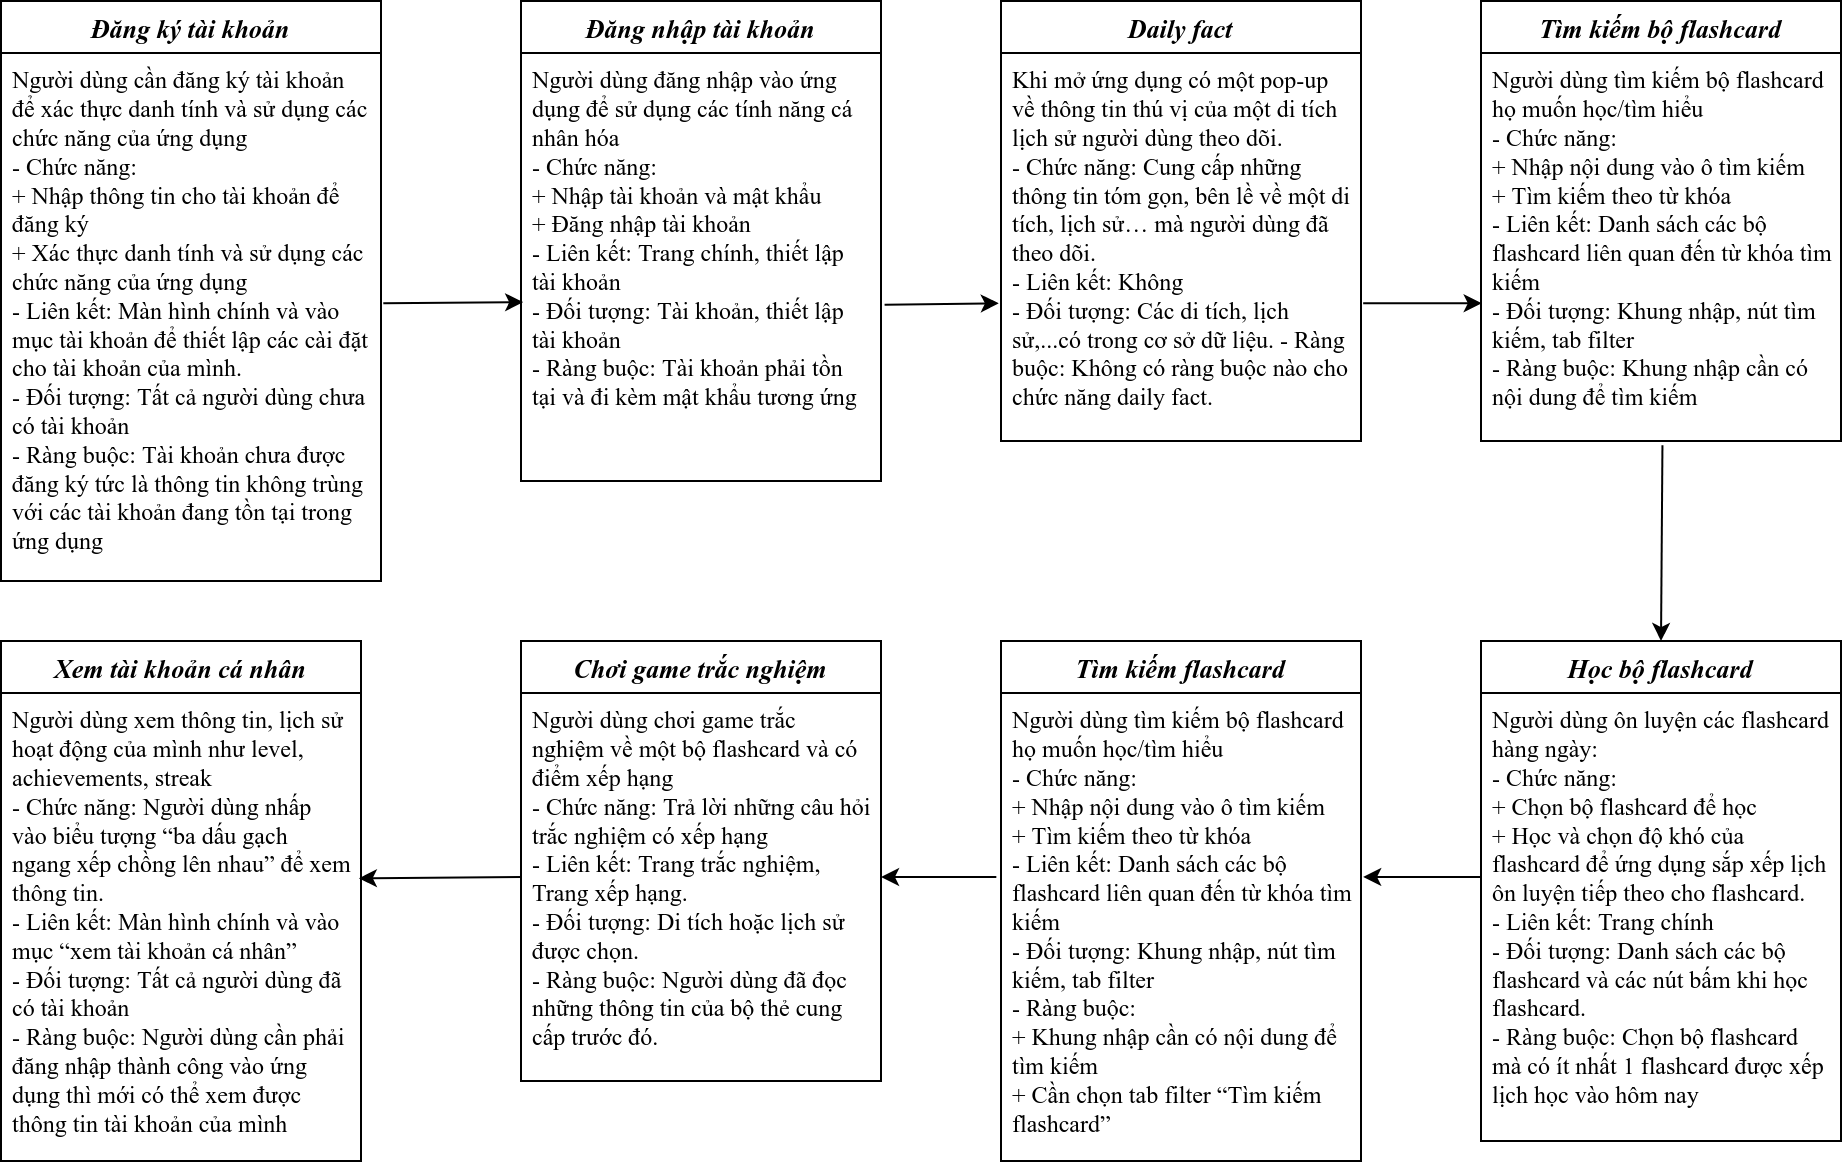 Đăng ký tài khoản
Người dùng cần đăng ký tài khoản
để xác thực danh tính và sử dụng các
chức năng của ứng dụng
- Chức năng:
+ Nhập thông tin cho tài khoản để
đăng ký
+ Xác thực danh tính và sử dụng các
chức năng của ứng dụng
- Liên kết: Màn hình chính và vào
mục tài khoản để thiết lập các cài đặt
cho tài khoản của mình.
- Đối tượng: Tất cả người dùng chưa
có tài khoản
- Ràng buộc: Tài khoản chưa được
đăng ký tức là thông tin không trùng
với các tài khoản đang tồn tại trong
ứng dụng
Đăng nhập tài khoản
Người dùng đăng nhập vào ứng
dụng để sử dụng các tính năng cá
nhân hóa
- Chức năng:
+ Nhập tài khoản và mật khẩu
+ Đăng nhập tài khoản
- Liên kết: Trang chính, thiết lập
tài khoản
- Đối tượng: Tài khoản, thiết lập
tài khoản
- Ràng buộc: Tài khoản phải tồn
tại và đi kèm mật khẩu tương ứng
Daily fact
Khi mở ứng dụng có một pop-up
về thông tin thú vị của một di tích
lịch sử người dùng theo dõi.
- Chức năng: Cung cấp những
thông tin tóm gọn, bên lề về một di
tích, lịch sử… mà người dùng đã
theo dõi.
- Liên kết: Không
- Đối tượng: Các di tích, lịch
sử,...có trong cơ sở dữ liệu. - Ràng
buộc: Không có ràng buộc nào cho
chức năng daily fact.
Tìm kiếm bộ flashcard
Người dùng tìm kiếm bộ flashcard
họ muốn học/tìm hiểu
- Chức năng:
+ Nhập nội dung vào ô tìm kiếm
+ Tìm kiếm theo từ khóa
- Liên kết: Danh sách các bộ
flashcard liên quan đến từ khóa tìm
kiếm
- Đối tượng: Khung nhập, nút tìm
kiếm, tab filter
- Ràng buộc: Khung nhập cần có
nội dung để tìm kiếm
Học bộ flashcard
Người dùng ôn luyện các flashcard
hàng ngày:
- Chức năng:
+ Chọn bộ flashcard để học
+ Học và chọn độ khó của
flashcard để ứng dụng sắp xếp lịch
ôn luyện tiếp theo cho flashcard.
- Liên kết: Trang chính
- Đối tượng: Danh sách các bộ
flashcard và các nút bấm khi học
flashcard.
- Ràng buộc: Chọn bộ flashcard
mà có ít nhất 1 flashcard được xếp
lịch học vào hôm nay
Tìm kiếm flashcard
Người dùng tìm kiếm bộ flashcard
họ muốn học/tìm hiểu
- Chức năng:
+ Nhập nội dung vào ô tìm kiếm
+ Tìm kiếm theo từ khóa
- Liên kết: Danh sách các bộ
flashcard liên quan đến từ khóa tìm
kiếm
- Đối tượng: Khung nhập, nút tìm
kiếm, tab filter
- Ràng buộc:
+ Khung nhập cần có nội dung để
tìm kiếm
+ Cần chọn tab filter “Tìm kiếm
flashcard”
Chơi game trắc nghiệm
Người dùng chơi game trắc
nghiệm về một bộ flashcard và có
điểm xếp hạng
- Chức năng: Trả lời những câu hỏi
trắc nghiệm có xếp hạng
- Liên kết: Trang trắc nghiệm,
Trang xếp hạng.
- Đối tượng: Di tích hoặc lịch sử
được chọn.
- Ràng buộc: Người dùng đã đọc
những thông tin của bộ thẻ cung
cấp trước đó.
Xem tài khoản cá nhân
Người dùng xem thông tin, lịch sử
hoạt động của mình như level,
achievements, streak
- Chức năng: Người dùng nhấp
vào biểu tượng “ba dấu gạch
ngang xếp chồng lên nhau” để xem
thông tin.
- Liên kết: Màn hình chính và vào
mục “xem tài khoản cá nhân”
- Đối tượng: Tất cả người dùng đã
có tài khoản
- Ràng buộc: Người dùng cần phải
đăng nhập thành công vào ứng
dụng thì mới có thể xem được
thông tin tài khoản của mình